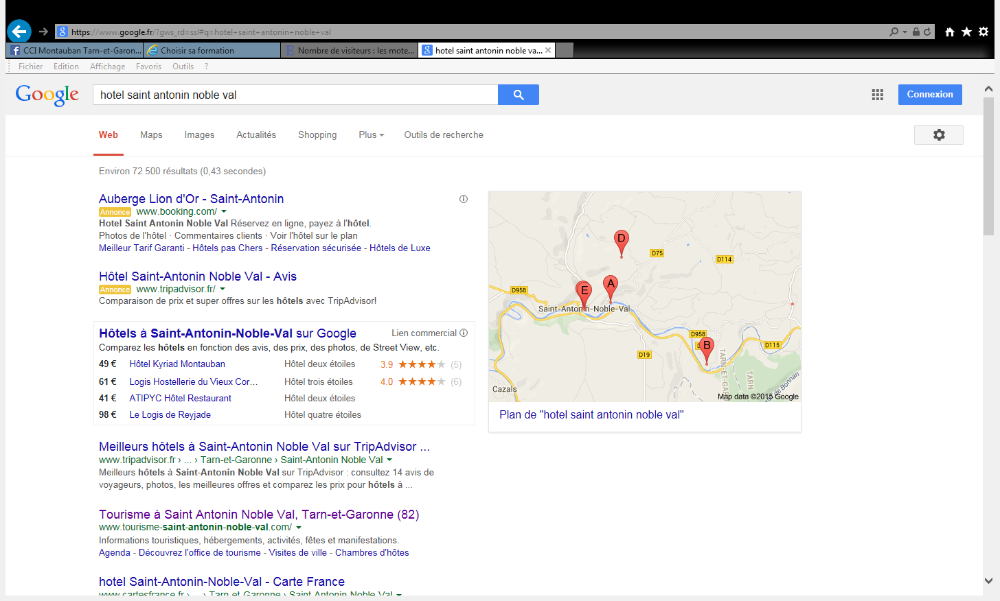 https://www.google.fr/?gws_rd=ssl#q=hotel+saint+antonin+noble+val
CCI Montauban Tarn-et-Garon...
Choisir sa formation
Nombre de visiteurs : les mote...
hotel saint antonin noble va...
Fichier Edition Affichage Favoris Outils ?
Google
hotel saint antonin noble val
Connexion
Web Maps Images Actualités Shopping Plus Outils de recherche
Environ 72 500 résultats (0,43 secondes)
Auberge Lion d'Or - Saint-Antonin
Annonce www.booking.com/
Hotel Saint Antonin Noble Val Réservez en ligne, payez à l'hôtel.
Photos de l'hôtel · Commentaires clients · Voir l'hôtel sur le plan
Meilleur Tarif Garanti - Hôtels pas Chers - Réservation sécurisée - Hôtels de Luxe
Hôtel Saint-Antonin Noble Val - Avis
Annonce www.tripadvisor.fr/
Comparaison de prix et super offres sur les hôtels avec TripAdvisor!
Hôtels à Saint-Antonin-Noble-Val sur Google Lien commercial
Comparez les hôtels en fonction des avis, des prix, des photos, de Street View, etc.
49 € Hôtel Kyriad Montauban Hôtel deux étoiles 3.9 (5)
61 € Logis Hostellerie du Vieux Cor... Hôtel trois étoiles 4.0 (6)
41 € ATIPYC Hôtel Restaurant Hôtel deux étoiles
98 € Le Logis de Reyjade Hôtel quatre étoiles
Meilleurs hôtels à Saint-Antonin Noble Val sur TripAdvisor ...
www.tripadvisor.fr › ... › Tarn-et-Garonne › Saint-Antonin Noble Val
Meilleurs hôtels à Saint-Antonin Noble Val sur TripAdvisor : consultez 14 avis de
voyageurs, photos, les meilleures offres et comparez les prix pour hôtels à ...
Tourisme à Saint Antonin Noble Val, Tarn-et-Garonne (82)
www.tourisme-saint-antonin-noble-val.com/
Informations touristiques, hébergements, activités, fêtes et manifestations.
Agenda - Découvrez l'office de tourisme - Visites de ville - Chambres d'hôtes
hotel Saint-Antonin-Noble-Val - Carte France
www.cartesfrance.fr › ... › Tarn-et-Garonne › Saint-Antonin Noble Val
D
D75
D114
A
E
D958
Saint-Antonin-Noble-Val
D958
B
D115
D19
TARN-ET-GA
TARN
de Bonnan
Cazals
Map data ©2015 Google
Plan de "hotel saint antonin noble val"